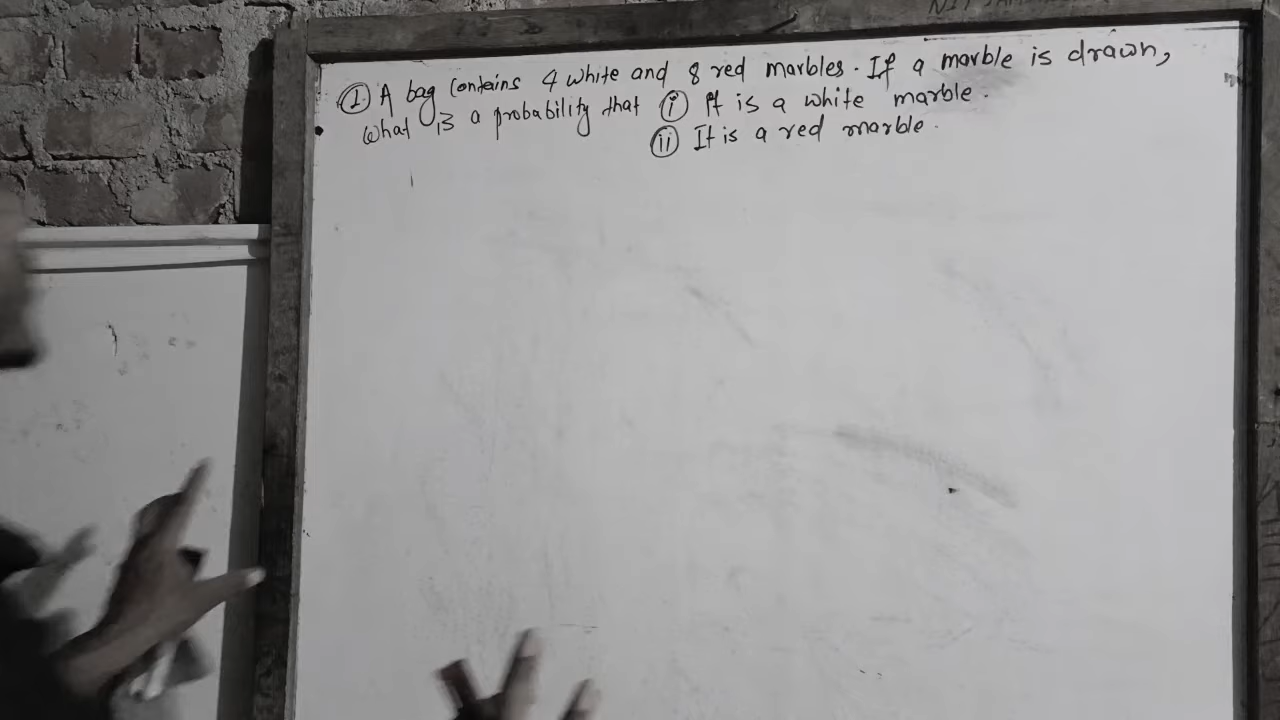 ① A bag contains 4 white and 8 red marbles. If a marble is drawn,
what is a probability that ⓘ It is a white marble.
ⓘⓘ It is a red marble.